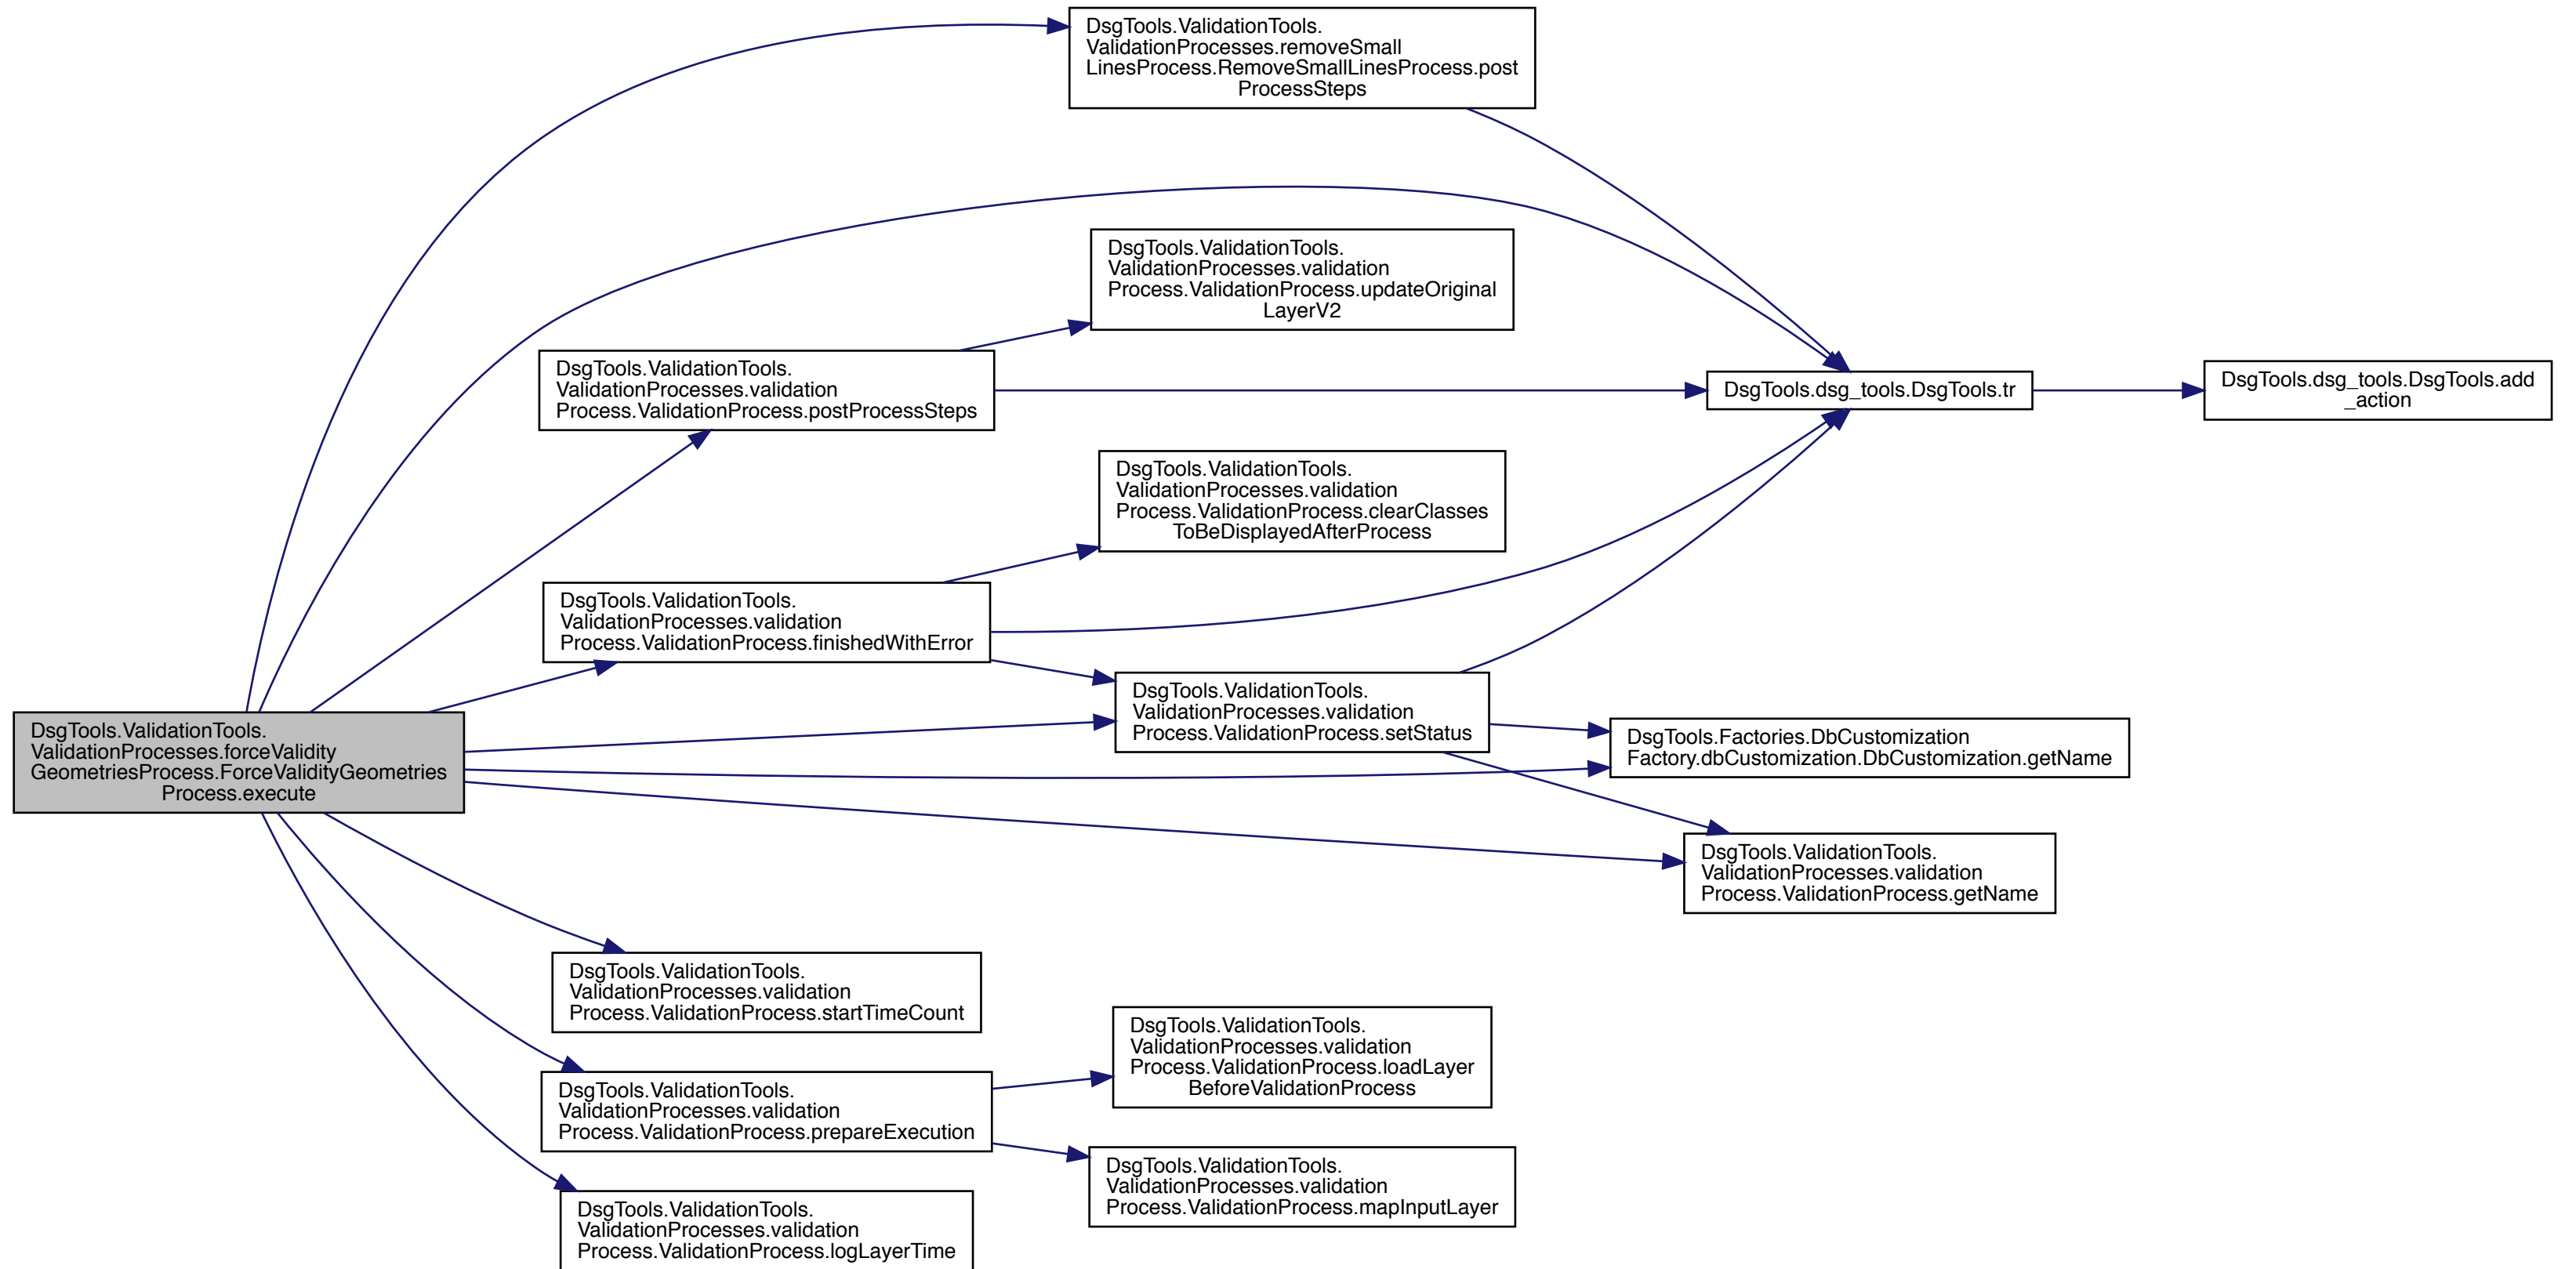 DsgTools.ValidationTools.
ValidationProcesses.removeSmall
LinesProcess.RemoveSmallLinesProcess.post
ProcessSteps
DsgTools.ValidationTools.
ValidationProcesses.validation
Process.ValidationProcess.updateOriginal
LayerV2
DsgTools.ValidationTools.
ValidationProcesses.validation
Process.ValidationProcess.postProcessSteps
DsgTools.dsg_tools.DsgTools.tr
DsgTools.dsg_tools.DsgTools.add
_action
DsgTools.ValidationTools.
ValidationProcesses.validation
Process.ValidationProcess.clearClasses
ToBeDisplayedAfterProcess
DsgTools.ValidationTools.
ValidationProcesses.validation
Process.ValidationProcess.finishedWithError
DsgTools.ValidationTools.
ValidationProcesses.validation
Process.ValidationProcess.setStatus
DsgTools.ValidationTools.
ValidationProcesses.forceValidity
GeometriesProcess.ForceValidityGeometries
Process.execute
DsgTools.Factories.DbCustomization
Factory.dbCustomization.DbCustomization.getName
DsgTools.ValidationTools.
ValidationProcesses.validation
Process.ValidationProcess.getName
DsgTools.ValidationTools.
ValidationProcesses.validation
Process.ValidationProcess.startTimeCount
DsgTools.ValidationTools.
ValidationProcesses.validation
Process.ValidationProcess.loadLayer
BeforeValidationProcess
DsgTools.ValidationTools.
ValidationProcesses.validation
Process.ValidationProcess.prepareExecution
DsgTools.ValidationTools.
ValidationProcesses.validation
Process.ValidationProcess.mapInputLayer
DsgTools.ValidationTools.
ValidationProcesses.validation
Process.ValidationProcess.logLayerTime